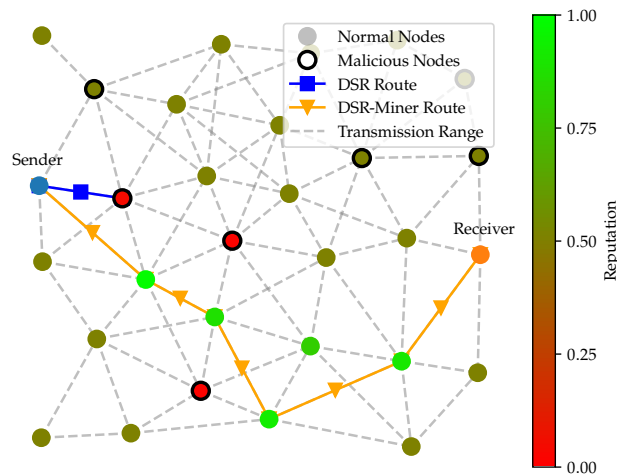 Normal Nodes
Malicious Nodes
DSR Route
DSR-Miner Route
Transmission Range
Sender
Receiver
1.00
0.75
0.50
0.25
0.00
Reputation